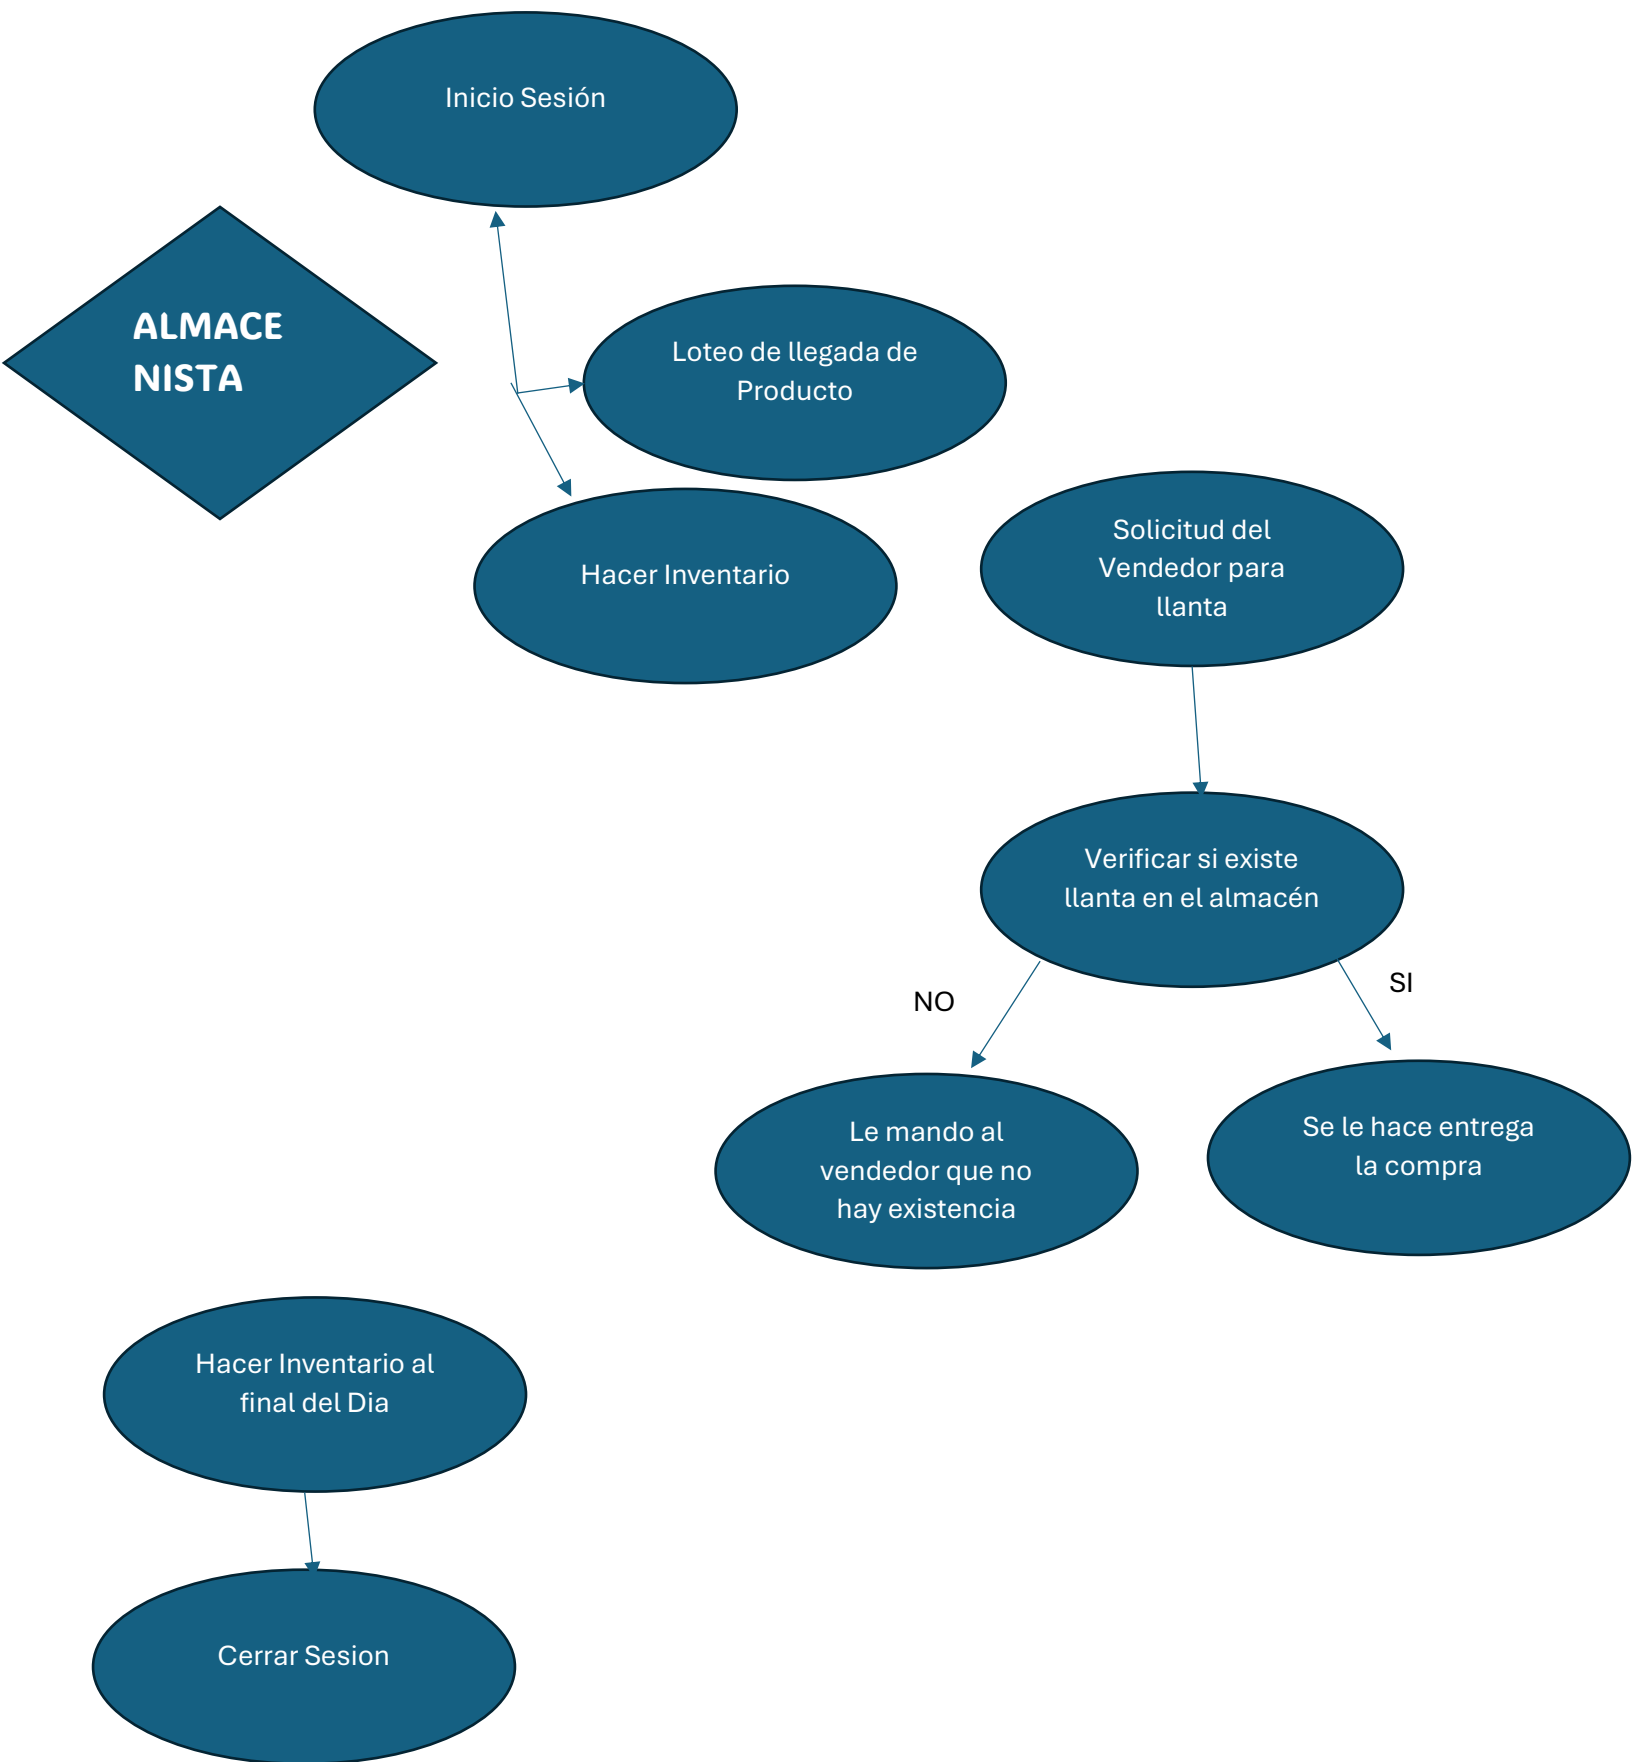 Inicio Sesión
ALMACE
NISTA
Loteo de llegada de
Producto
Hacer Inventario
Solicitud del
Vendedor para
llanta
Verificar si existe
llanta en el almacén
NO
SI
Le mando al
vendedor que no
hay existencia
Se le hace entrega
la compra
Hacer Inventario al
final del Dia
Cerrar Sesion